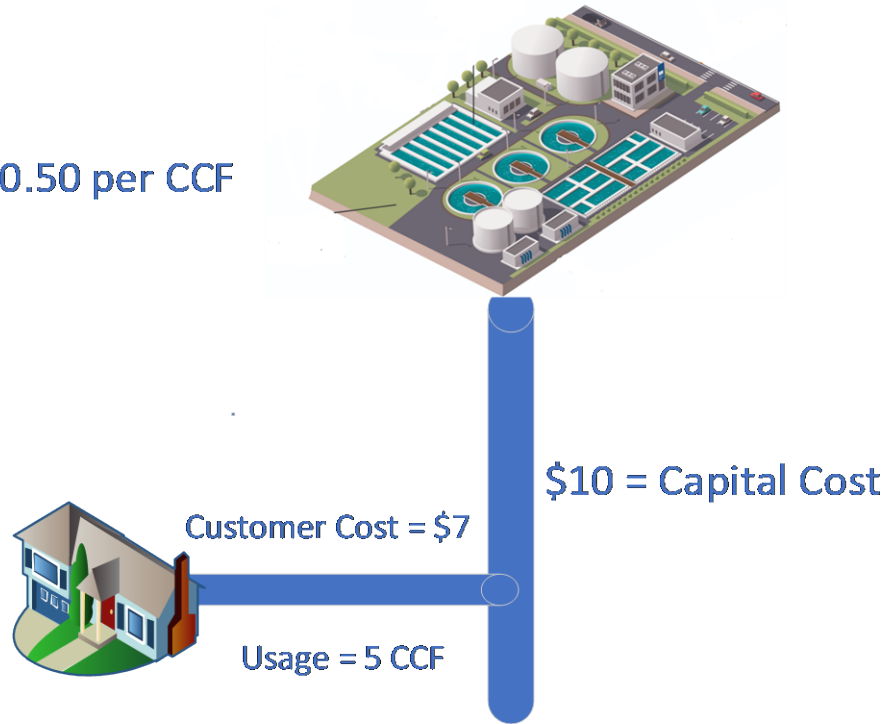 0.50 per CCF
$10 = Capital Cost
Customer Cost = $7
Usage = 5 CCF